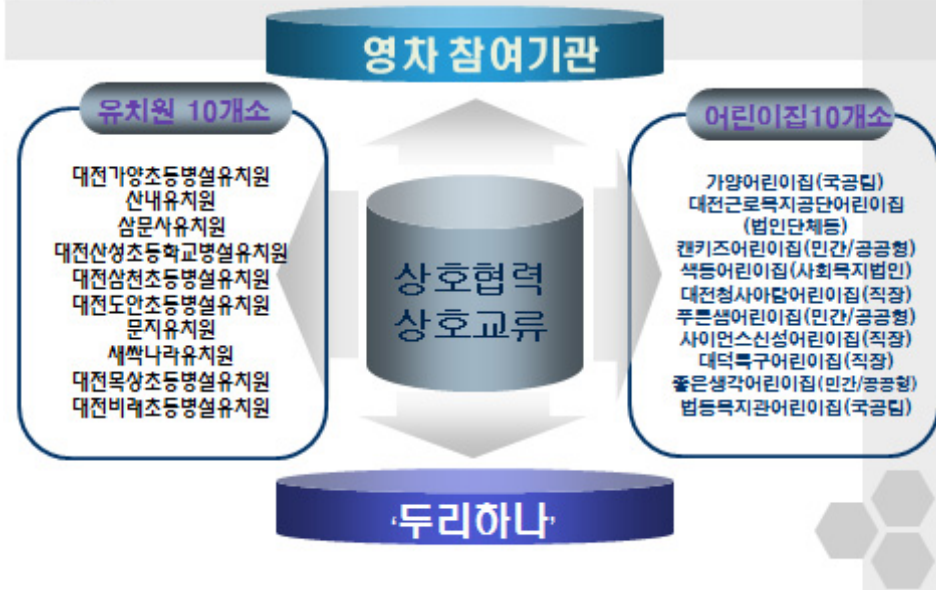 영차 참여기관
유치원 10개소
대전가양초등병설유치원
산내유치원
삼문사유치원
대전산성초등학교병설유치원
대전삼천초등병설유치원
대전도안초등병설유치원
문지유치원
새싹나라유치원
대전목상초등병설유치원
대전비래초등병설유치원
상호협력
상호교류
어린이집10개소
가양어린이집(국공립)
대전근로복지공단어린이집
(법인단체등)
캔키즈어린이집(민간/공공형)
색동어린이집(사회복지법인)
대전청사아람어린이집(직장)
푸른샘어린이집(민간/공공형)
사이언스신성어린이집(직장)
대덕특구어린이집(직장)
좋은생각어린이집(민간/공공형)
법동복지관어린이집(국공립)
‘두리하나’